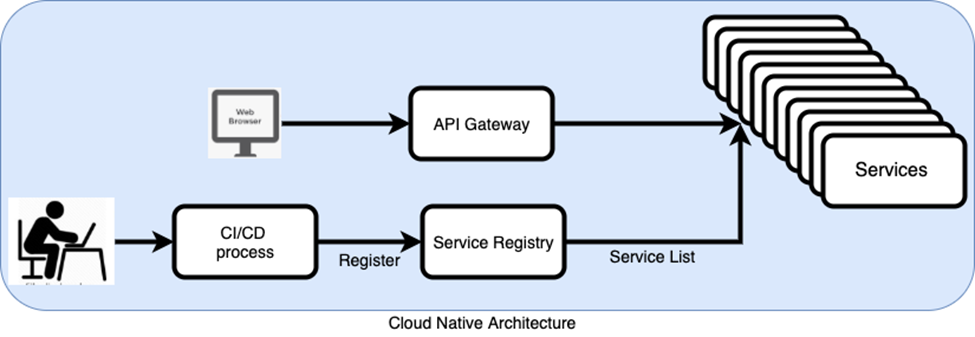 Web
Browser
API Gateway
Services
CI/CD
process
Register
Service Registry
Service List
Cloud Native Architecture